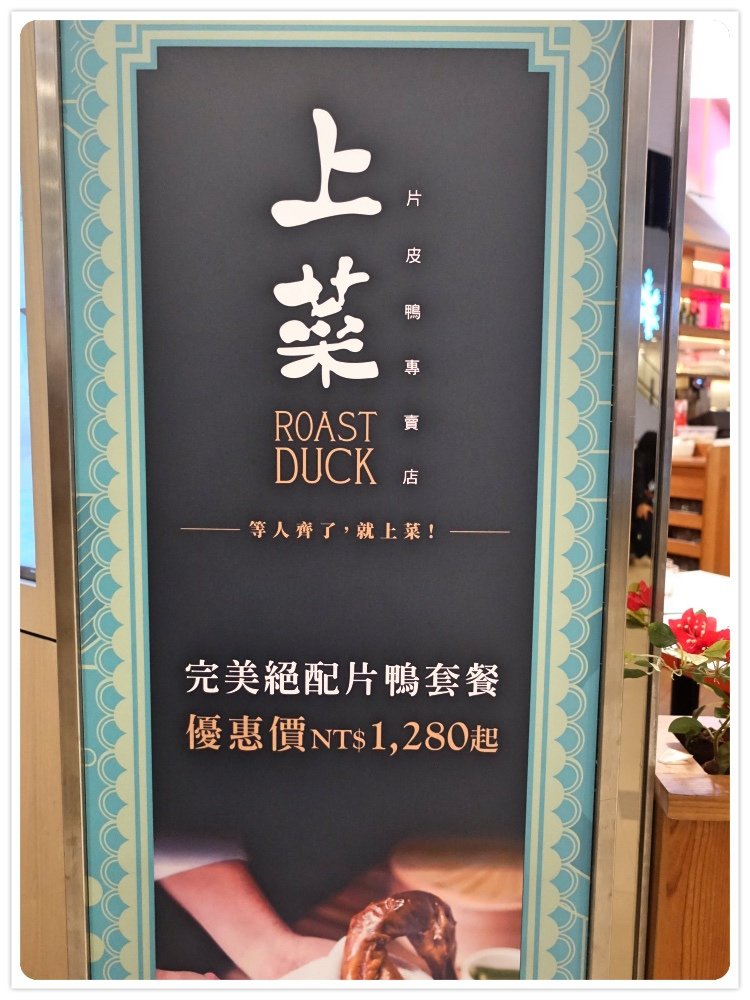 上菜
片皮鴨專賣店
ROAST
DUCK
等人齊了，就上菜！
完美絕配片鴨套餐
優惠價NT$1,280起